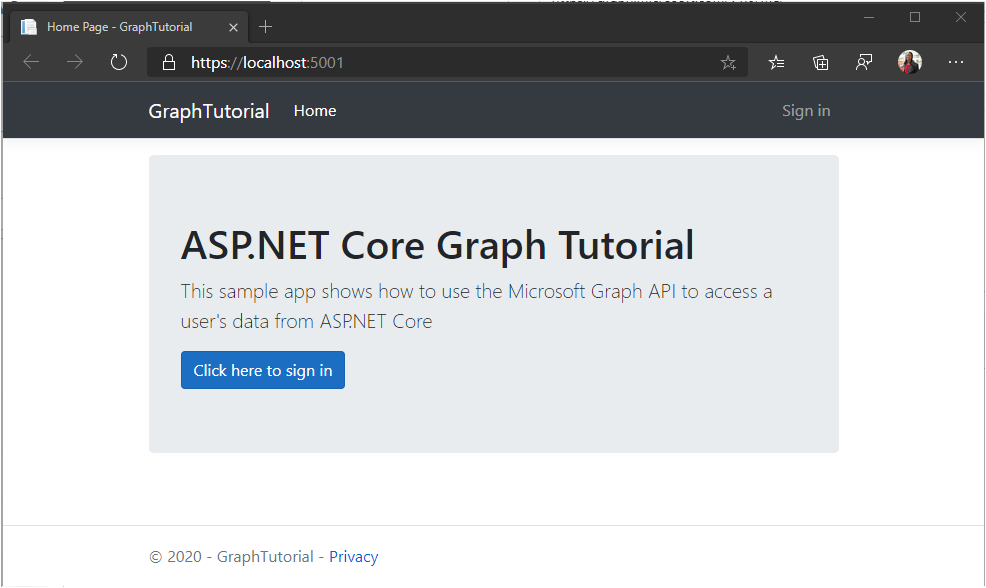 Home Page - GraphTutorial
https://localhost:5001
GraphTutorial Home Sign in
ASP.NET Core Graph Tutorial
This sample app shows how to use the Microsoft Graph API to access a
user's data from ASP.NET Core
Click here to sign in
© 2020 - GraphTutorial - Privacy